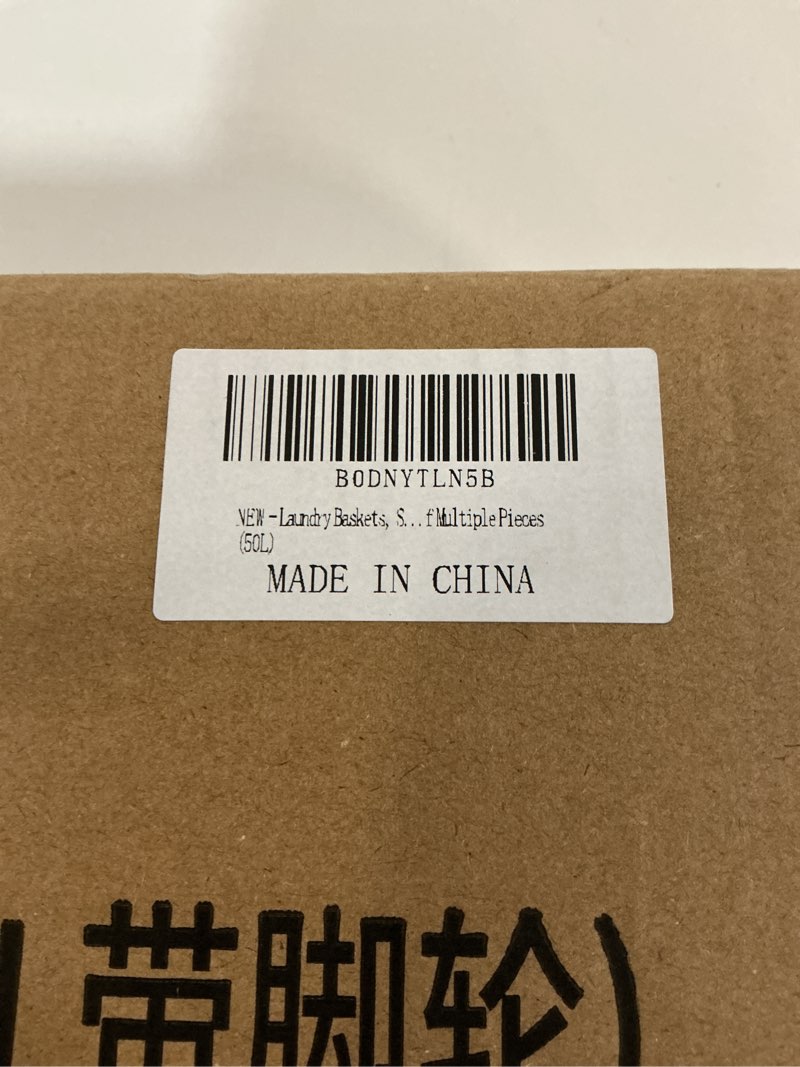 B0DNYTLN5B
NEW-Laundry Baskets, S...f Multiple Pieces
(50L)
MADE IN CHINA
带脚轮)